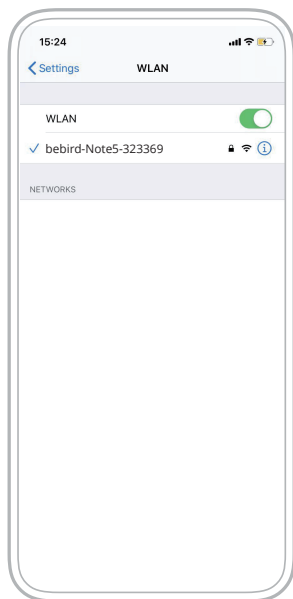 15:24
Settings
WLAN
WLAN
bebird-Note5-323369
NETWORKS